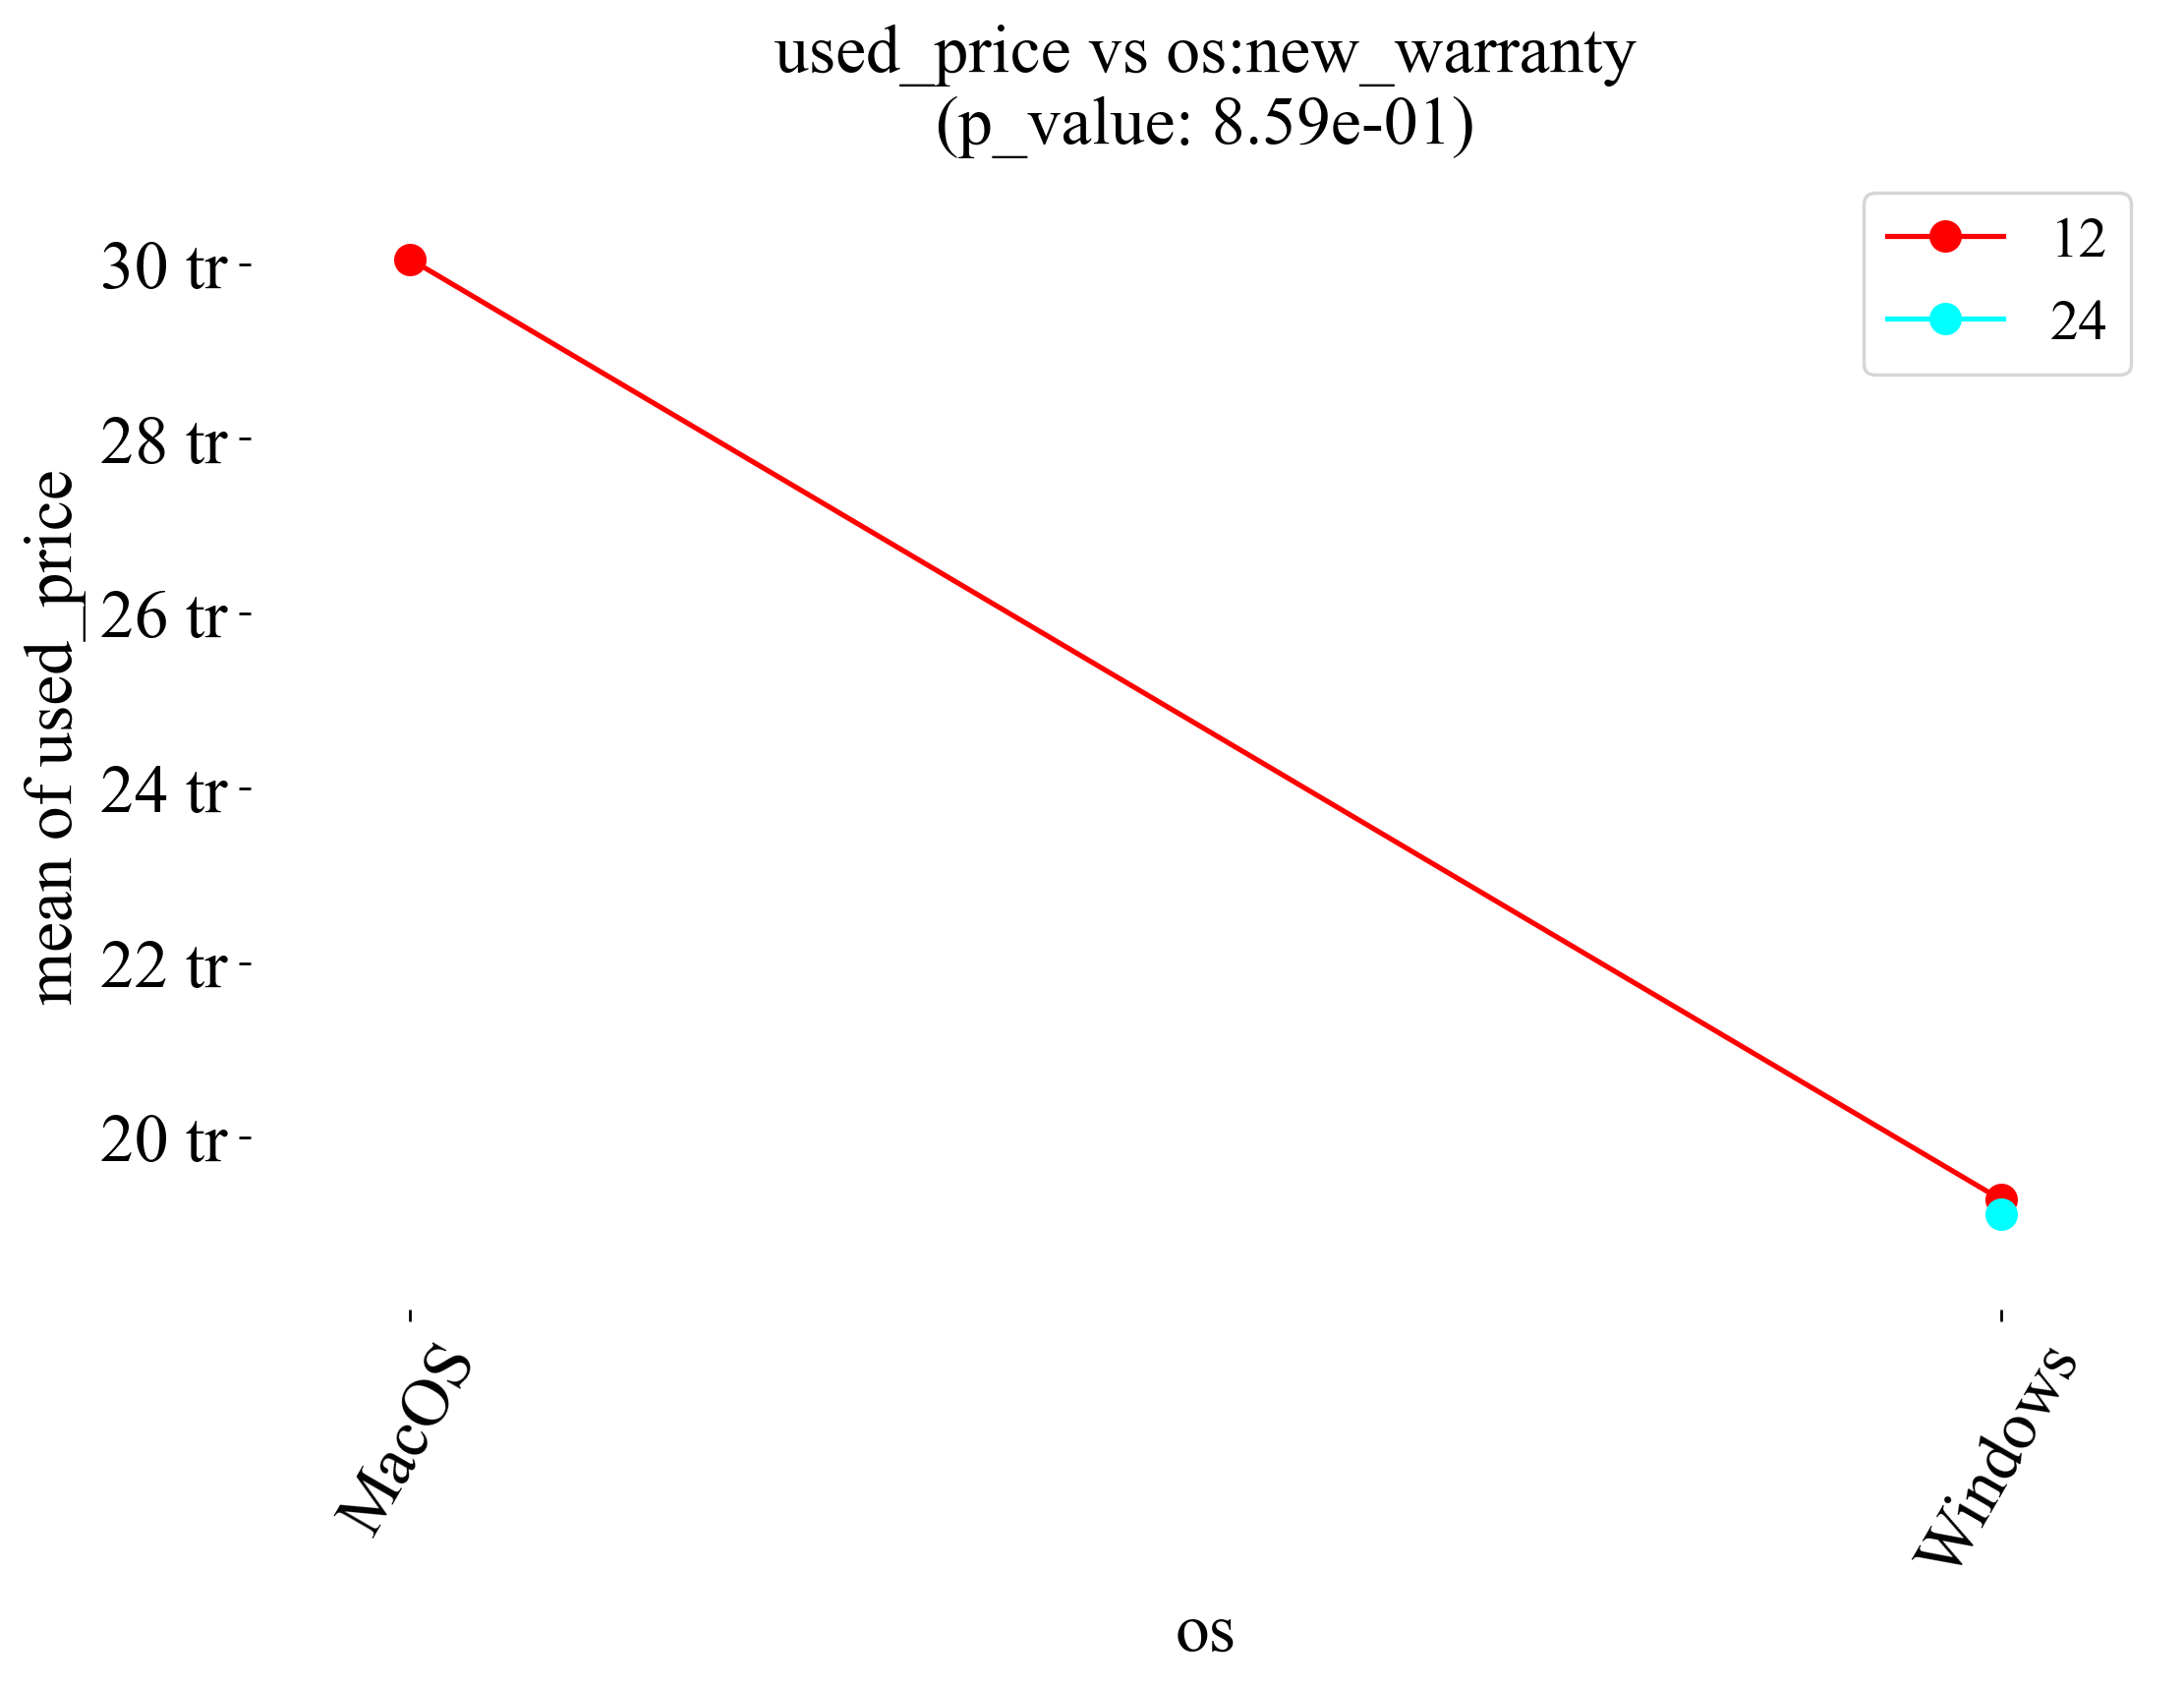 used_price vs os:new_warranty
(p_value: 8.59e-01)
12
24
30 tr
28 tr
26 tr
24 tr
22 tr
20 tr
mean of used_price
MacOS
Windows
os